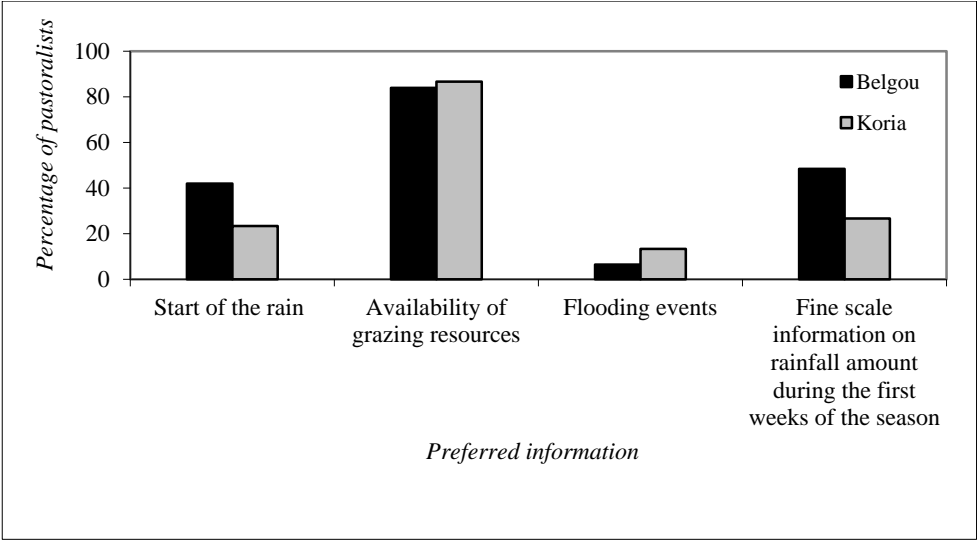 Percentage of pastoralists
100
80
60
40
20
0
Belgou
Koria
Start of the rain
Availability of
grazing resources
Flooding events
Fine scale
information on
rainfall amount
during the first
weeks of the season
Preferred information